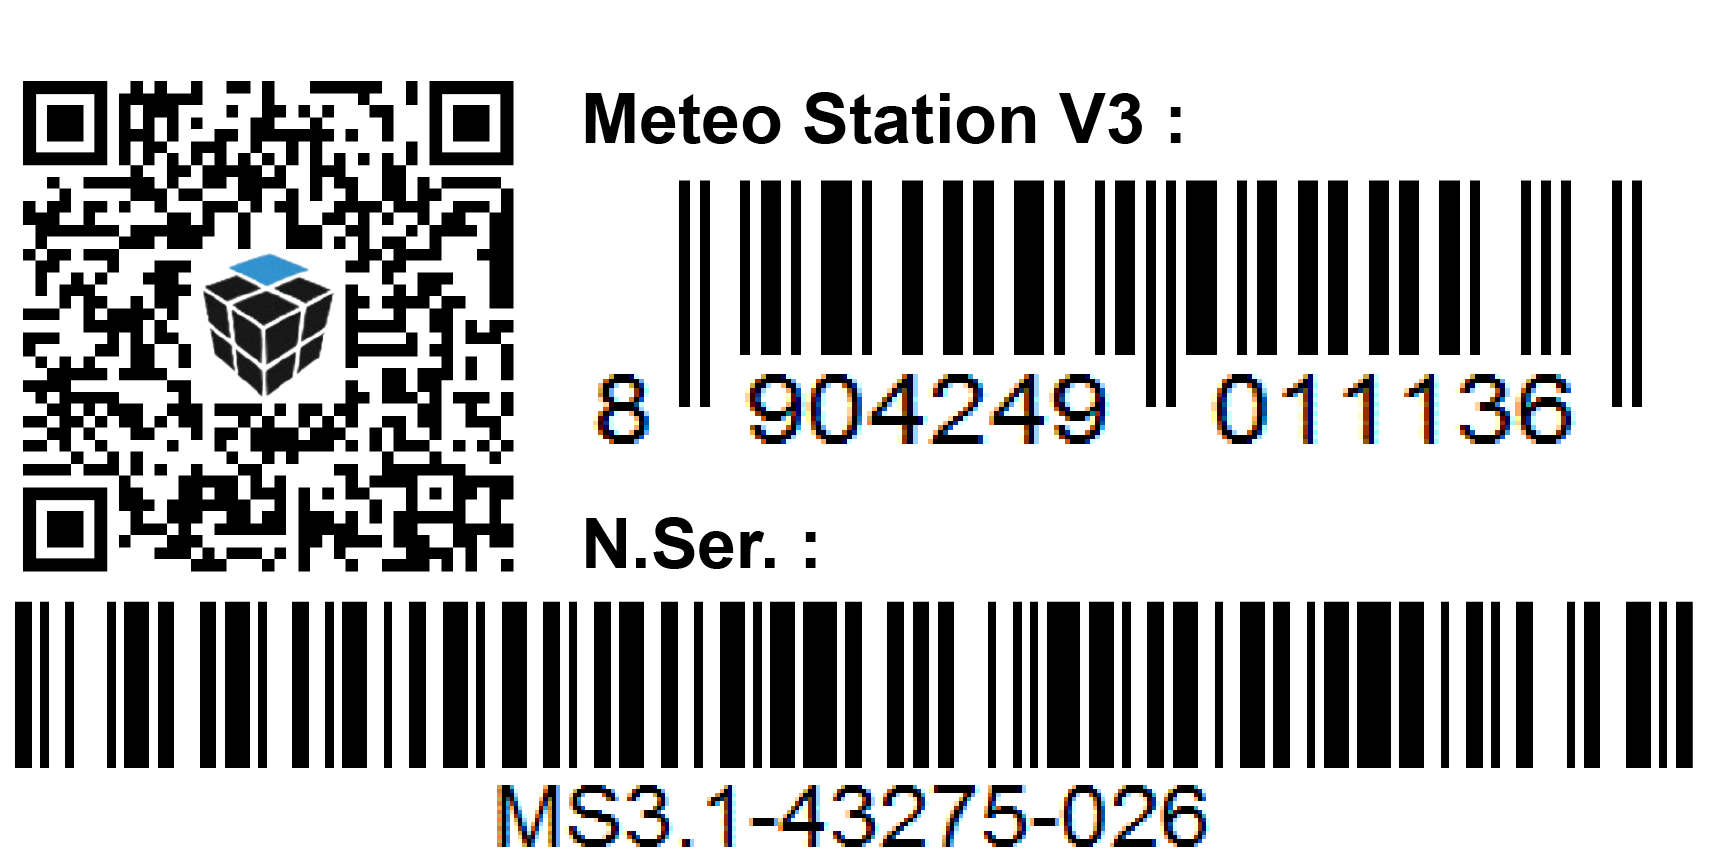 Meteo Station V3 :
8 904249 011136
N.Ser. :
MS3.1-43275-026